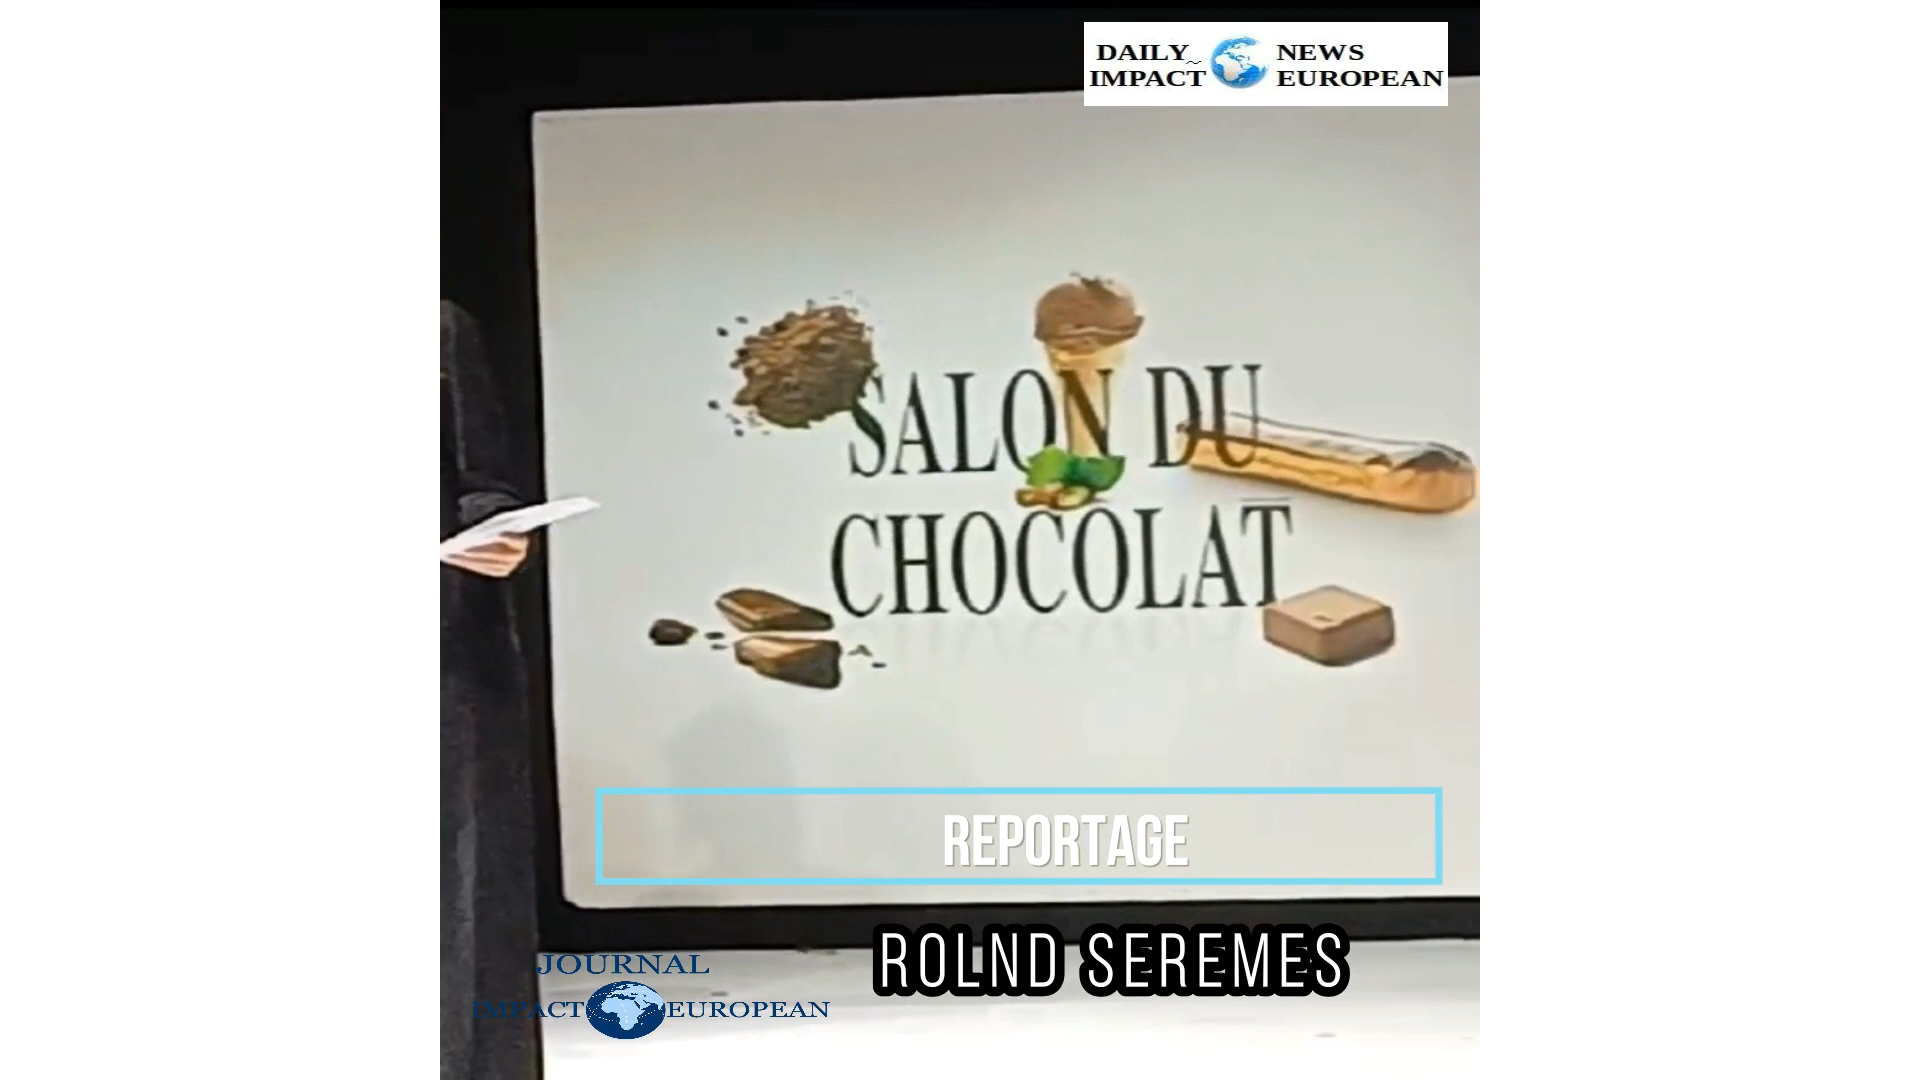 DAILY NEWS
IMPACT EUROPEAN
SALON DU
CHOCOLAT
REPORTAGE
ROLND SEREMES
JOURNAL
IMPACT EUROPEAN